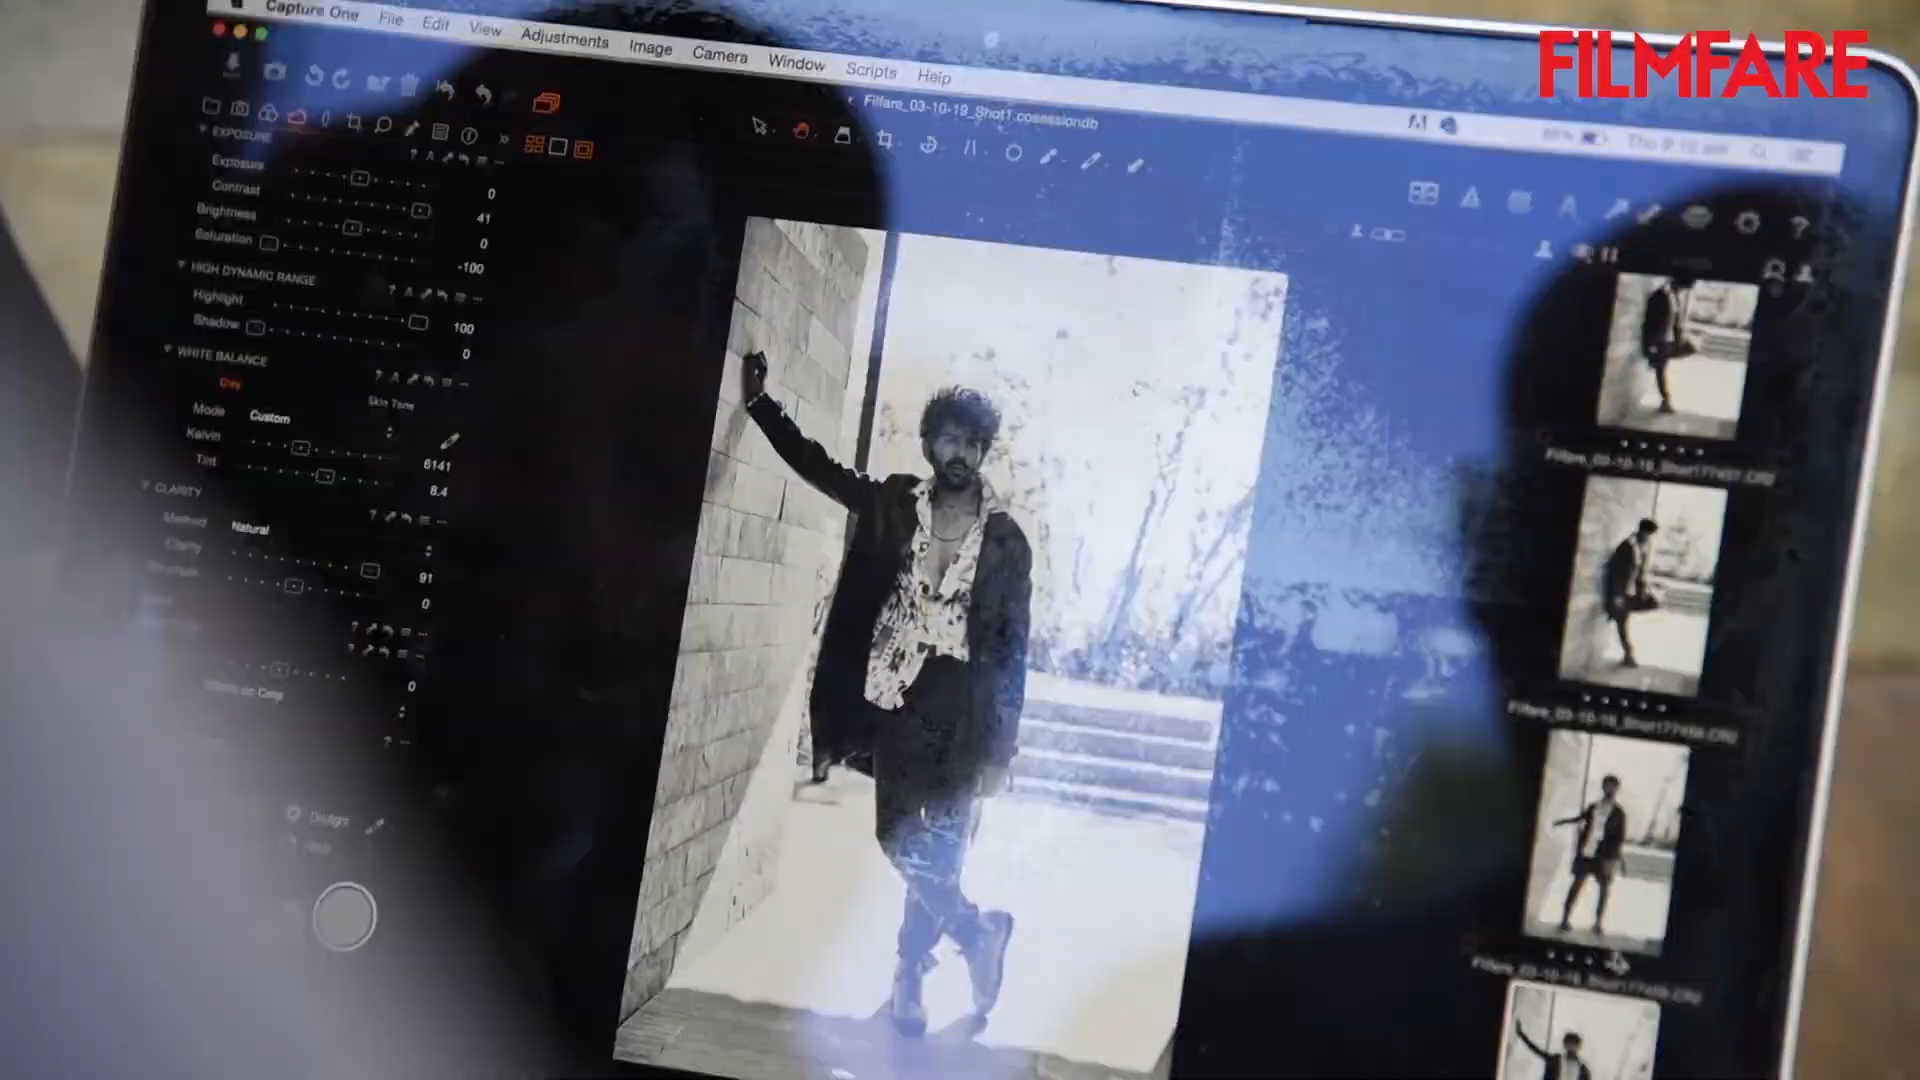 FILMFARE
Capture One File Edit View Adjustments Image Camera Window Scripts Help
Filfare_03-10-19_Shot1.cosessiondb
EXPOSURE
Exposure 0
Contrast 41
Brightness 0
Saturation -100
HIGH DYNAMIC RANGE
Highlight 100
Shadow 0
WHITE BALANCE
Skin Tone
Mode Custom
Kelvin 6141
Tint 8.4
CLARITY
Method Natural
Clarity 91
0
0
Daylight